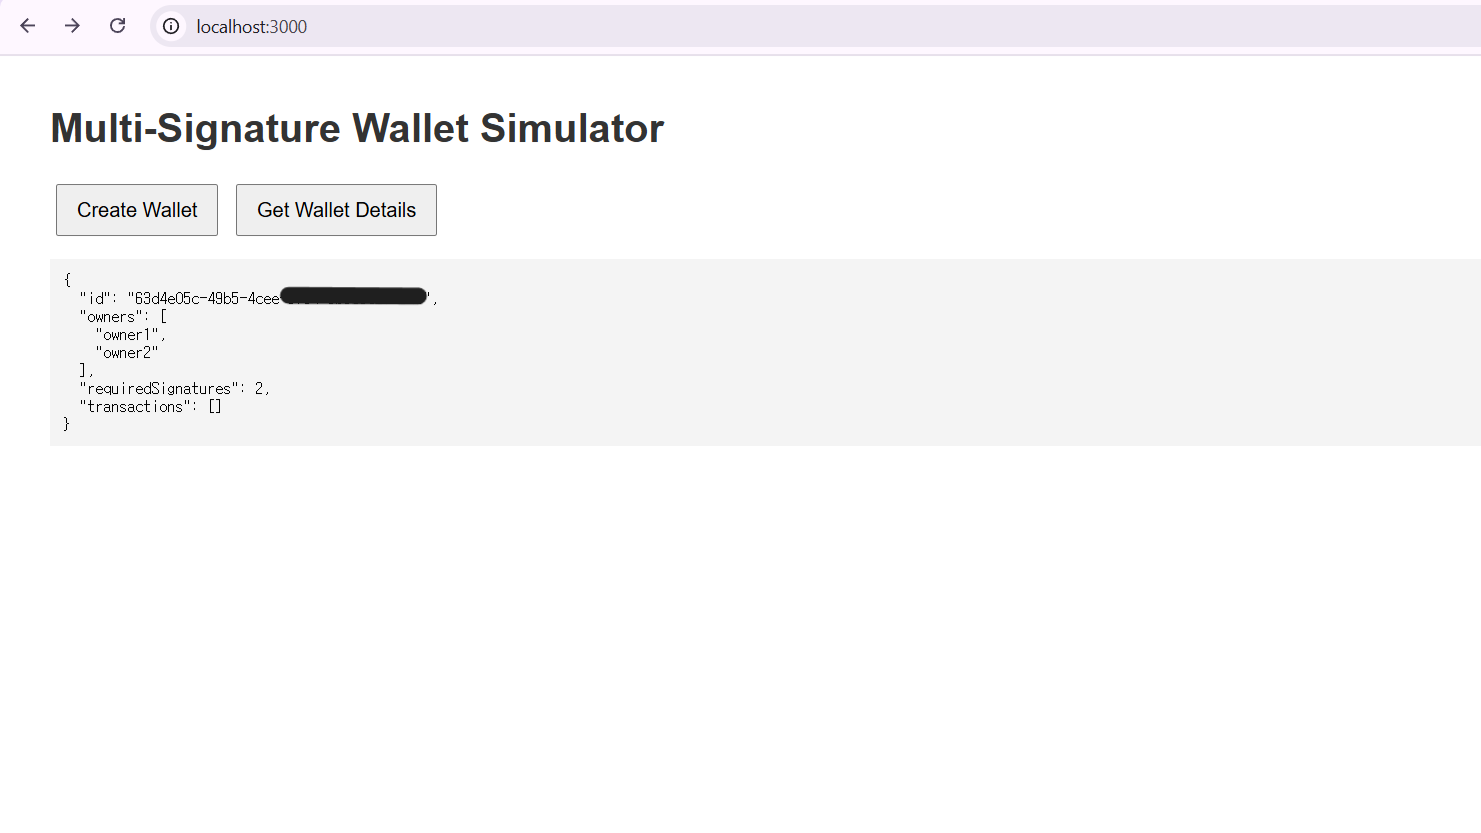 localhost:3000
Multi-Signature Wallet Simulator
Create Wallet Get Wallet Details
{
"id": "63d4e05c-49b5-4cee
"owners": [
"owner1",
"owner2"
],
"requiredSignatures": 2,
"transactions": []
}